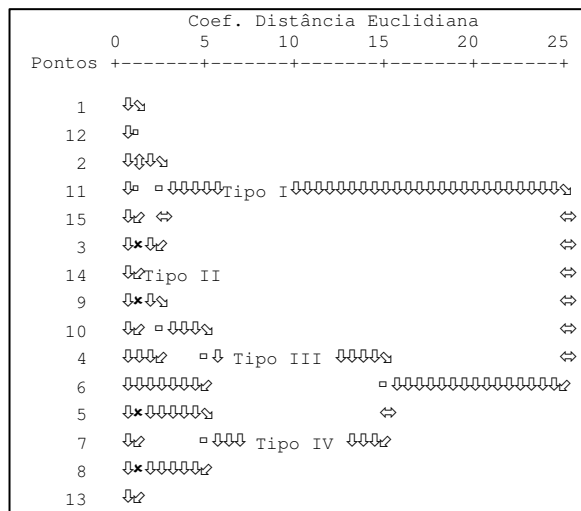 Coef. Distância Euclidiana
0 5 10 15 20 25
Pontos +--------+--------+--------+--------+--------+
1 ⇩⇘
12 ⇩▫
2 ⇩⇕⇩⇘
11 ⇩▫ ▫⇩⇩⇩⇩⇩Tipo I⇩⇩⇩⇩⇩⇩⇩⇩⇩⇩⇩⇩⇩⇩⇩⇩⇩⇩⇩⇩⇩⇩⇩⇩⇩⇘
15 ⇩⇙ ⇔ ⇔
3 ⇩✖⇩⇙ ⇔
14 ⇩⇙Tipo II ⇔
9 ⇩✖⇩⇘ ⇔
10 ⇩⇙ ▫⇩⇩⇩⇘ ⇔
4 ⇩⇩⇩⇙ ▫⇩ Tipo III ⇩⇩⇩⇩⇘ ⇔
6 ⇩⇩⇩⇩⇩⇩⇩⇙ ▫⇩⇩⇩⇩⇩⇩⇩⇩⇩⇩⇩⇩⇩⇩⇩⇙
5 ⇩✖⇩⇩⇩⇩⇩⇘ ⇔
7 ⇩⇙ ▫⇩⇩⇩ Tipo IV ⇩⇩⇩⇙
8 ⇩✖⇩⇩⇩⇩⇩⇙
13 ⇩⇙